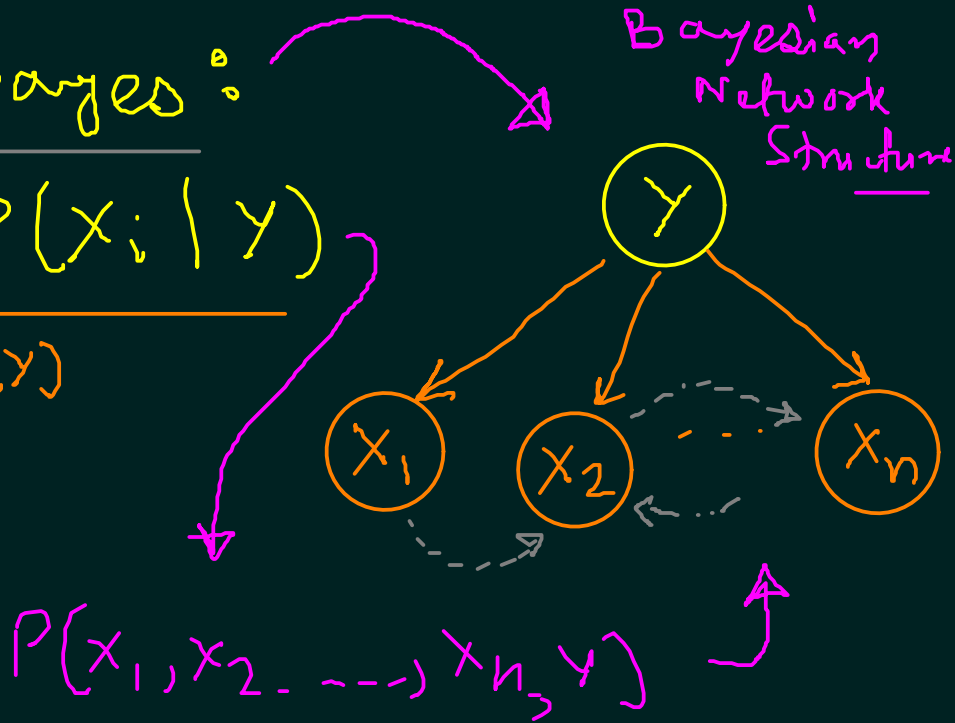 ayes:
Bayesian
Network
Structure
P(Xi | Y)
Y
,Y)
X1
X2
- - -
Xn
P(X1, X2 - - - -, Xn, Y)